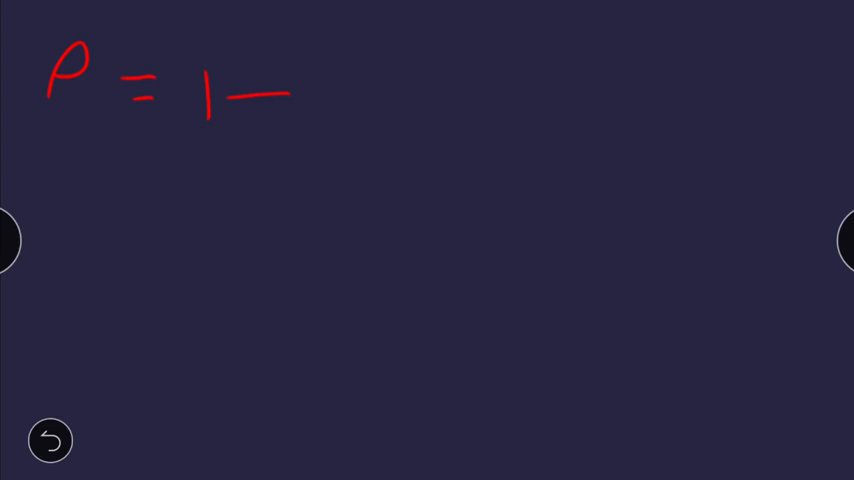 ρ = 1 —